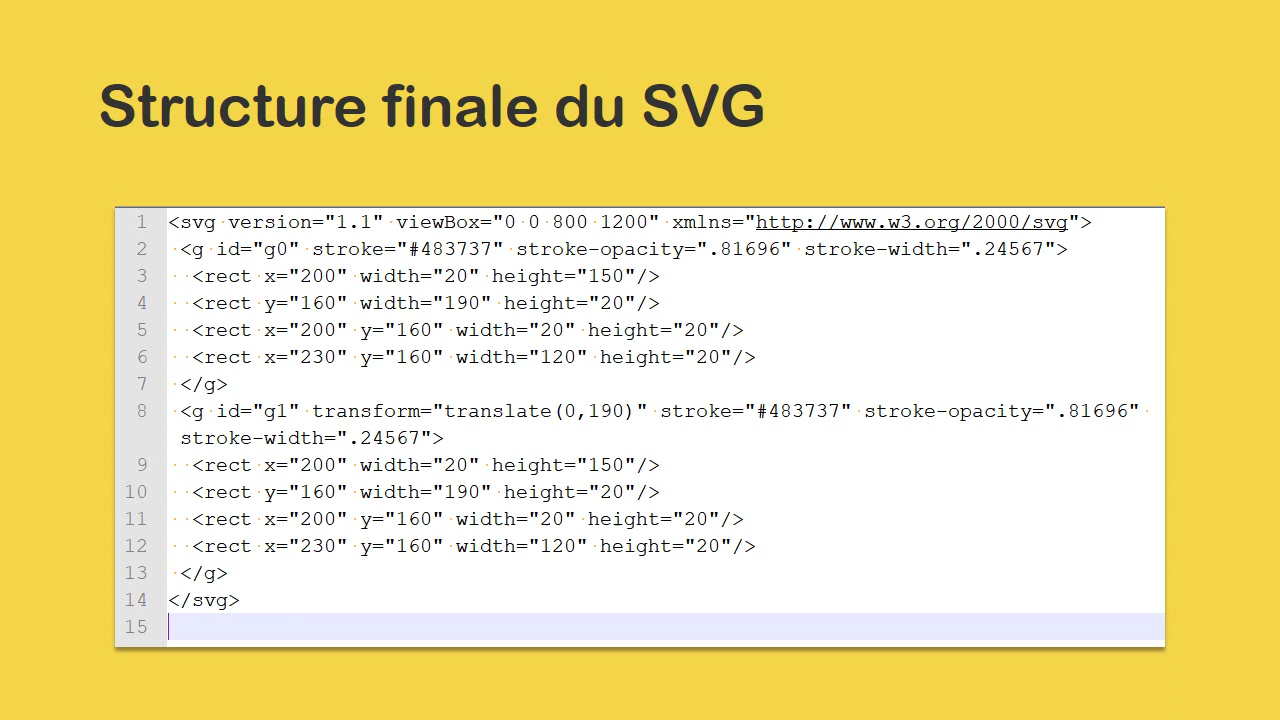 Structure finale du SVG
1 <svg version="1.1" viewBox="0 0 800 1200" xmlns="http://www.w3.org/2000/svg">
2 <g id="g0" stroke="#483737" stroke-opacity=".81696" stroke-width=".24567">
3 <rect x="200" width="20" height="150"/>
4 <rect y="160" width="190" height="20"/>
5 <rect x="200" y="160" width="20" height="20"/>
6 <rect x="230" y="160" width="120" height="20"/>
7 </g>
8 <g id="g1" transform="translate(0,190)" stroke="#483737" stroke-opacity=".81696"
stroke-width=".24567">
9 <rect x="200" width="20" height="150"/>
10 <rect y="160" width="190" height="20"/>
11 <rect x="200" y="160" width="20" height="20"/>
12 <rect x="230" y="160" width="120" height="20"/>
13 </g>
14 </svg>
15